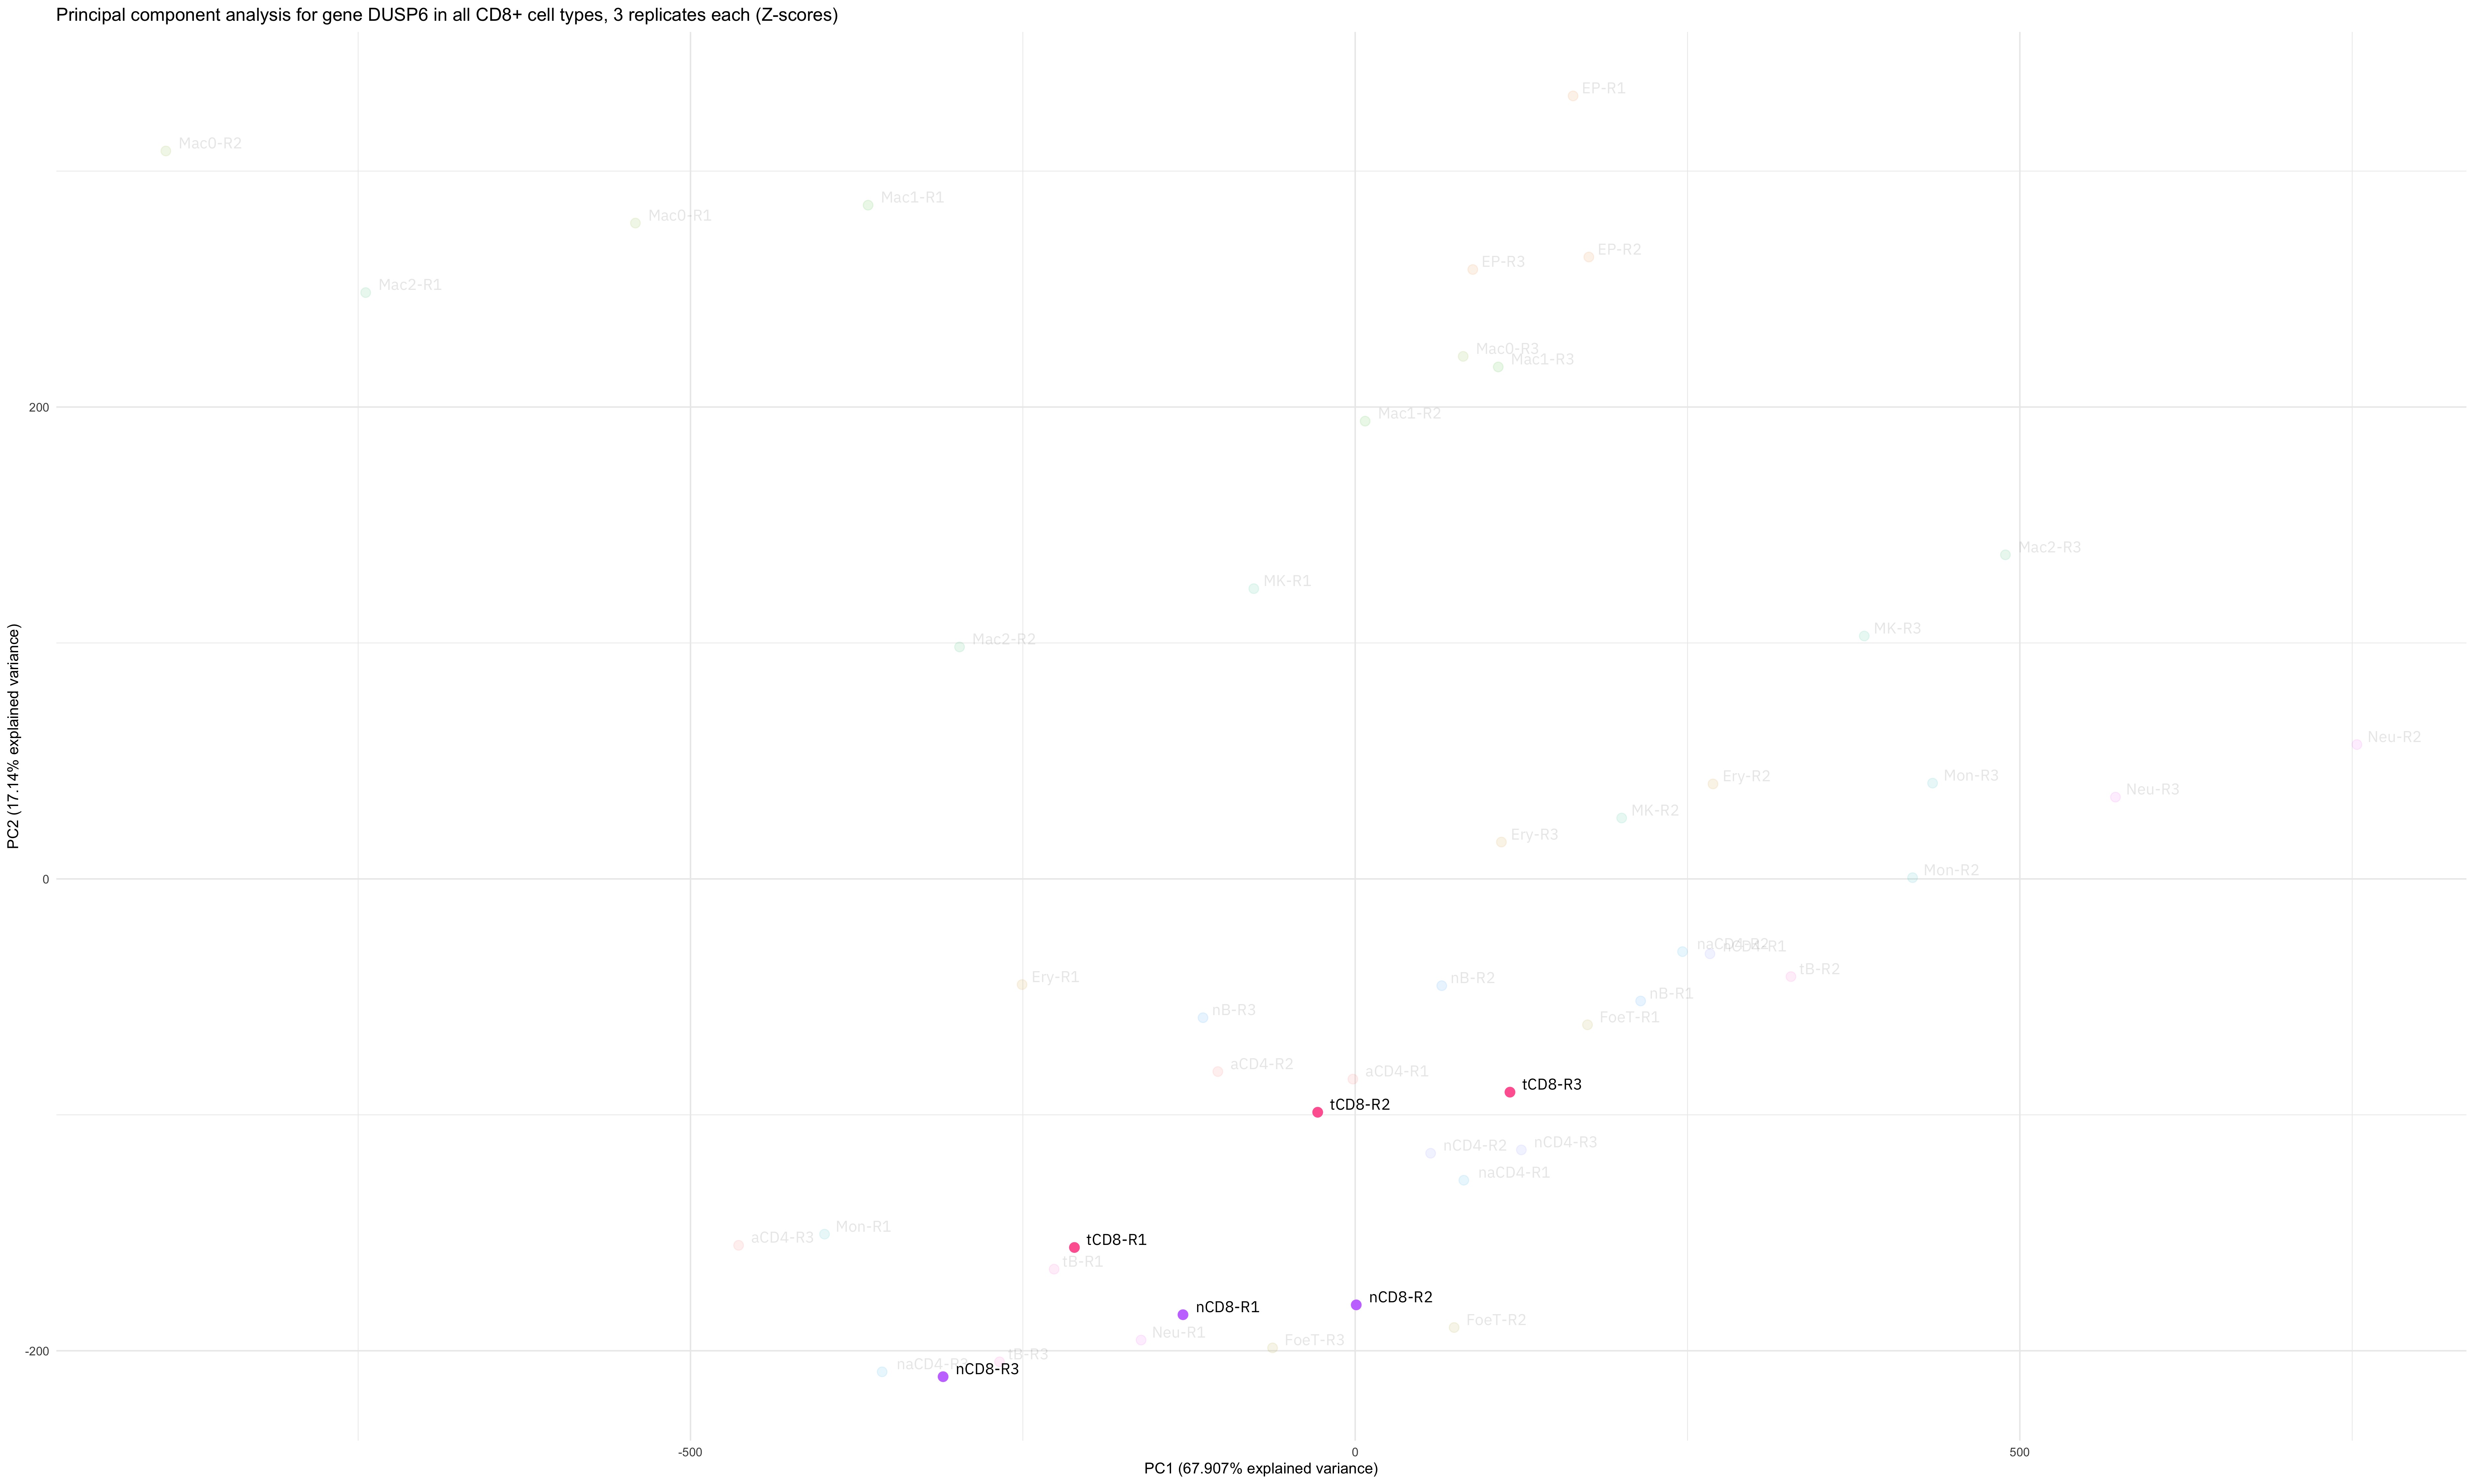 Principal component analysis for gene DUSP6 in all CD8+ cell types, 3 replicates each (Z-scores)
EP-R1
Mac0-R2
Mac1-R1
Mac0-R1
EP-R2
EP-R3
Mac2-R1
Mac0-R3
Mac1-R3
200
Mac1-R2
Mac2-R3
MK-R1
MK-R3
Mac2-R2
PC2 (17.14% explained variance)
Neu-R2
Ery-R2
Mon-R3
Neu-R3
MK-R2
Ery-R3
0
Mon-R2
naCD4-R2
nCD4-R1
tB-R2
Ery-R1
nB-R2
nB-R1
nB-R3
FoeT-R1
aCD4-R2
aCD4-R1
tCD8-R3
tCD8-R2
nCD4-R2
nCD4-R3
naCD4-R1
Mon-R1
aCD4-R3
tCD8-R1
tB-R1
nCD8-R2
nCD8-R1
FoeT-R2
Neu-R1
FoeT-R3
-200
tB-R3
naCD4-R3
nCD8-R3
-500
0
500
PC1 (67.907% explained variance)